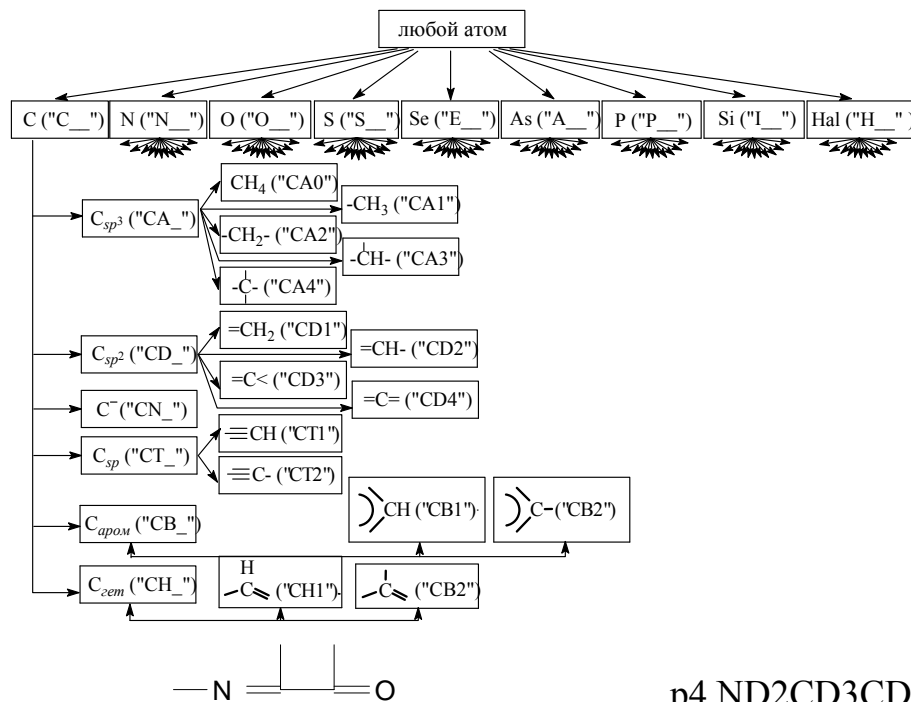 любой атом
C ("C__") N ("N__") O ("O__") S ("S__") Se ("E__") As ("A__") P ("P__") Si ("I__") Hal ("H__")
CH4 ("CA0")
-CH3 ("CA1")
Csp3 ("CA_")
-CH2- ("CA2")
-CH- ("CA3")
-C- ("CA4")
=CH2 ("CD1")
=CH- ("CD2")
Csp2 ("CD_")
=C< ("CD3")
=C= ("CD4")
C- ("CN_")
≡CH ("CT1")
Csp ("CT_")
≡C- ("CT2")
CH ("CB1")
C-("CB2")
Cаром ("CB_")
H
C ("CH1")
C ("CB2")
Cгет ("CH_")
N O
p4 ND2CD3CD